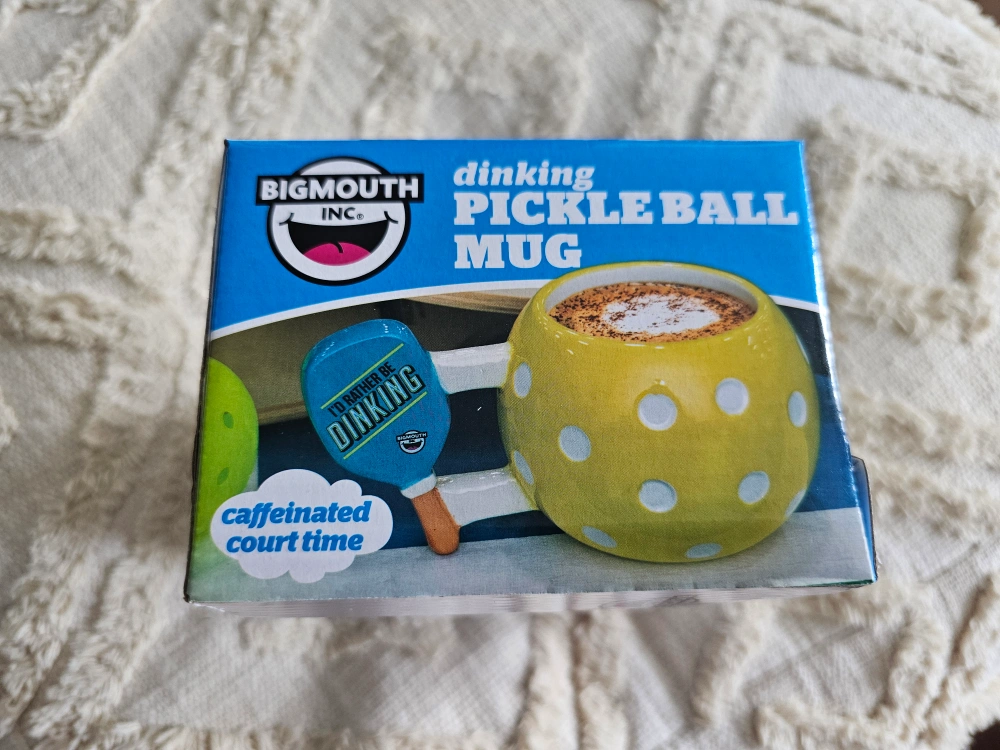 BIGMOUTH
INC.®
dinking
PICKLE BALL
MUG
I'D RATHER BE
DINKING
BIGMOUTH
caffeinated
court time